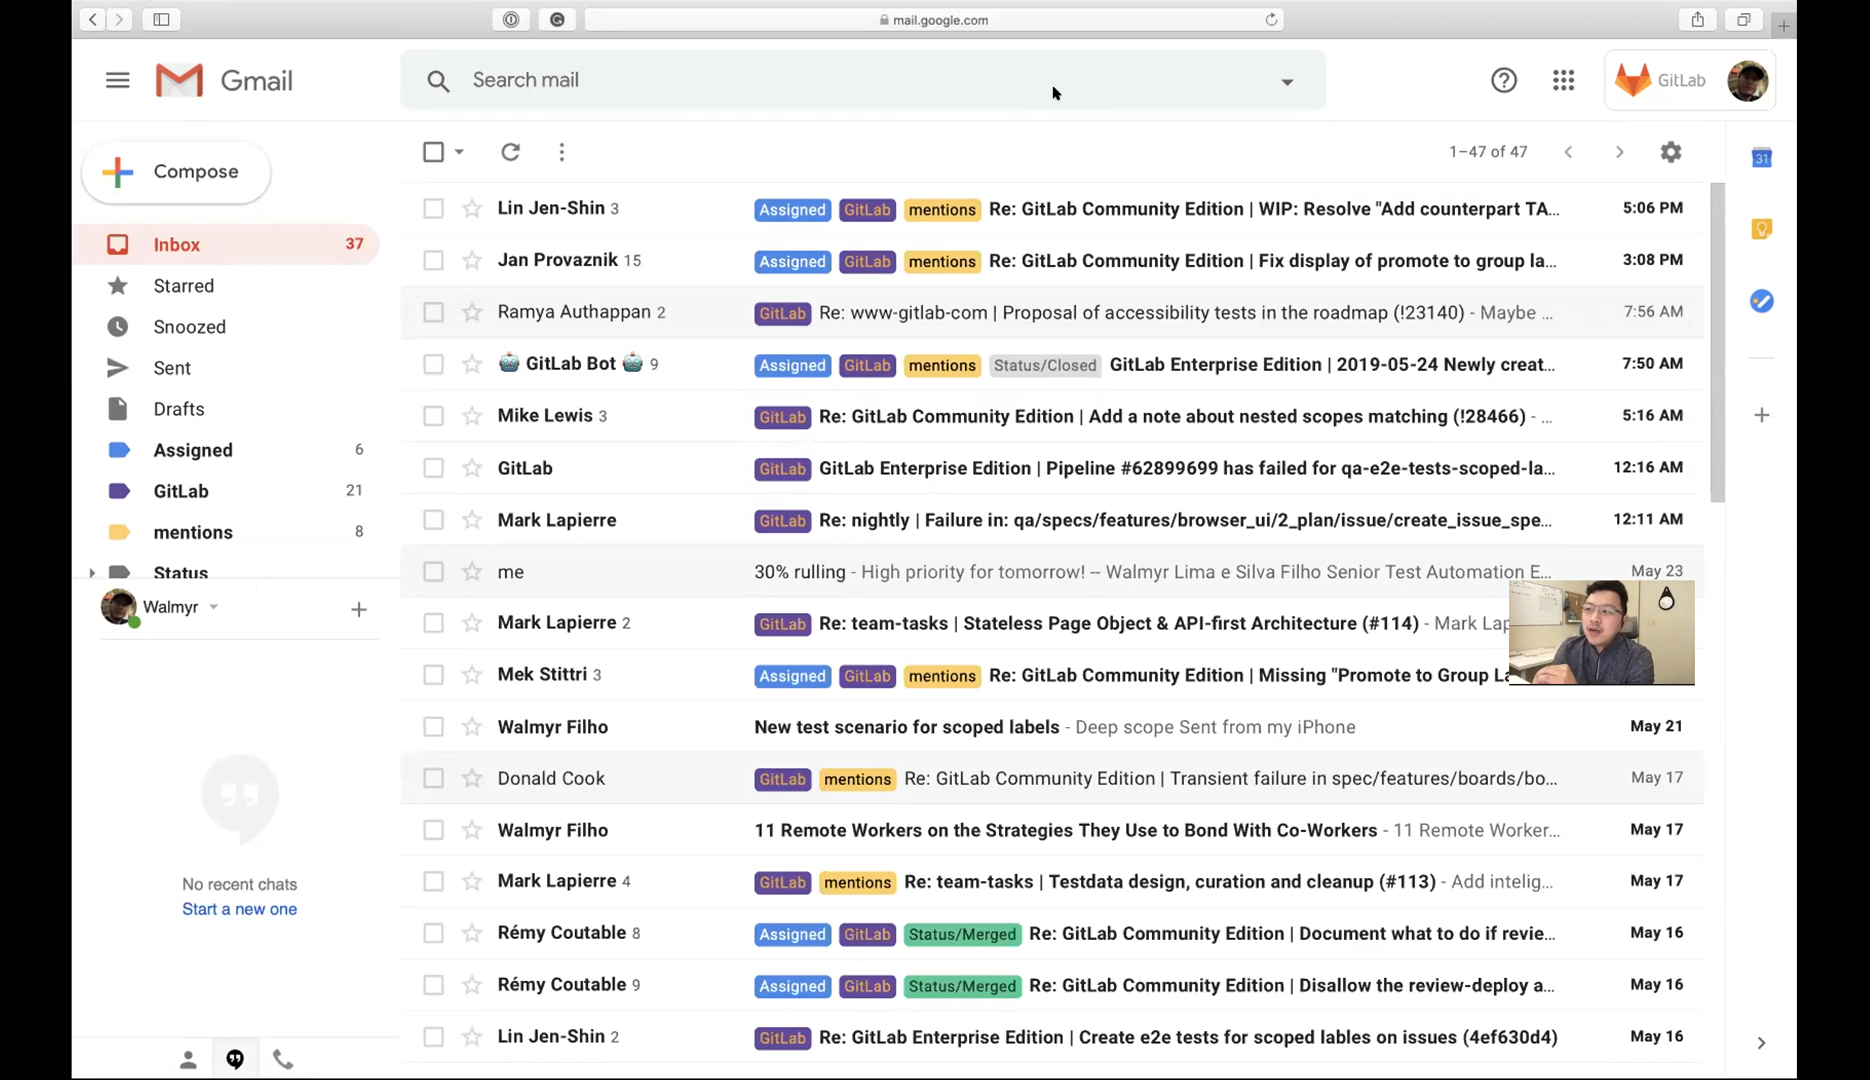 mail.google.com
Gmail
Search mail
GitLab
Compose
1–47 of 47
31
Inbox 37
Starred
Snoozed
Sent
Drafts
Assigned 6
GitLab 21
mentions 8
Status
Walmyr
No recent chats
Start a new one
Lin Jen-Shin 3 Assigned GitLab mentions Re: GitLab Community Edition | WIP: Resolve "Add counterpart TA… 5:06 PM
Jan Provaznik 15 Assigned GitLab mentions Re: GitLab Community Edition | Fix display of promote to group la… 3:08 PM
Ramya Authappan 2 GitLab Re: www-gitlab-com | Proposal of accessibility tests in the roadmap (!23140) - Maybe … 7:56 AM
🤖 GitLab Bot 🤖 9 Assigned GitLab mentions Status/Closed GitLab Enterprise Edition | 2019-05-24 Newly creat… 7:50 AM
Mike Lewis 3 GitLab Re: GitLab Community Edition | Add a note about nested scopes matching (!28466) - … 5:16 AM
GitLab GitLab GitLab Enterprise Edition | Pipeline #62899699 has failed for qa-e2e-tests-scoped-la… 12:16 AM
Mark Lapierre GitLab Re: nightly | Failure in: qa/specs/features/browser_ui/2_plan/issue/create_issue_spe… 12:11 AM
me 30% rulling - High priority for tomorrow! -- Walmyr Lima e Silva Filho Senior Test Automation E… May 23
Mark Lapierre 2 GitLab Re: team-tasks | Stateless Page Object & API-first Architecture (#114) - Mark Lap
Mek Stittri 3 Assigned GitLab mentions Re: GitLab Community Edition | Missing "Promote to Group La
Walmyr Filho New test scenario for scoped labels - Deep scope Sent from my iPhone May 21
Donald Cook GitLab mentions Re: GitLab Community Edition | Transient failure in spec/features/boards/bo… May 17
Walmyr Filho 11 Remote Workers on the Strategies They Use to Bond With Co-Workers - 11 Remote Worker… May 17
Mark Lapierre 4 GitLab mentions Re: team-tasks | Testdata design, curation and cleanup (#113) - Add intelig… May 17
Rémy Coutable 8 Assigned GitLab Status/Merged Re: GitLab Community Edition | Document what to do if revie… May 16
Rémy Coutable 9 Assigned GitLab Status/Merged Re: GitLab Community Edition | Disallow the review-deploy a… May 16
Lin Jen-Shin 2 GitLab Re: GitLab Enterprise Edition | Create e2e tests for scoped lables on issues (4ef630d4) May 16